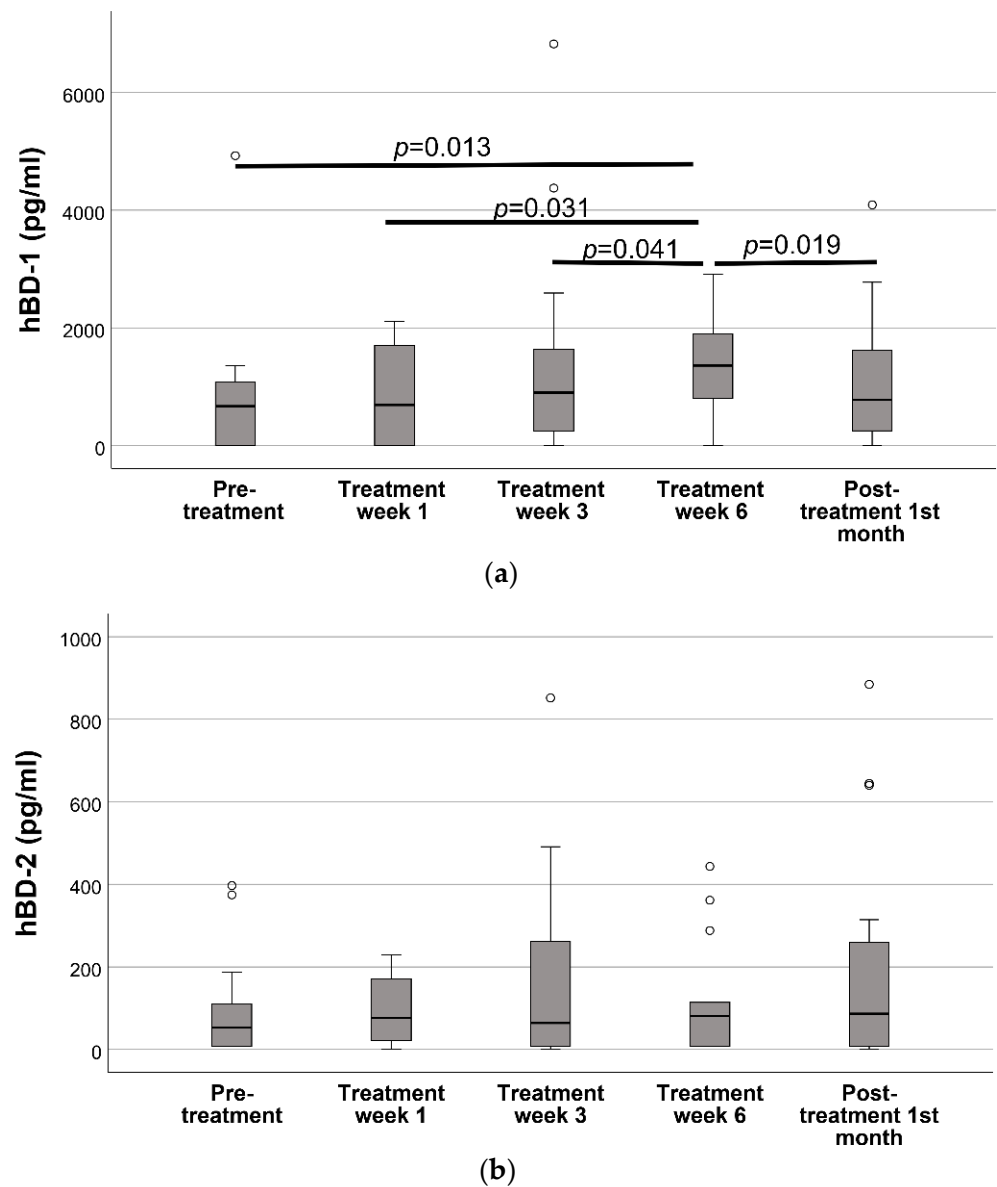 hBD-1 (pg/ml)
6000
4000
2000
0
p=0.013
p=0.031
p=0.041
p=0.019
Pre-
treatment
Treatment
week 1
Treatment
week 3
Treatment
week 6
Post-
treatment 1st
month
(a)
hBD-2 (pg/ml)
1000
800
600
400
200
0
Pre-
treatment
Treatment
week 1
Treatment
week 3
Treatment
week 6
Post-
treatment 1st
month
(b)